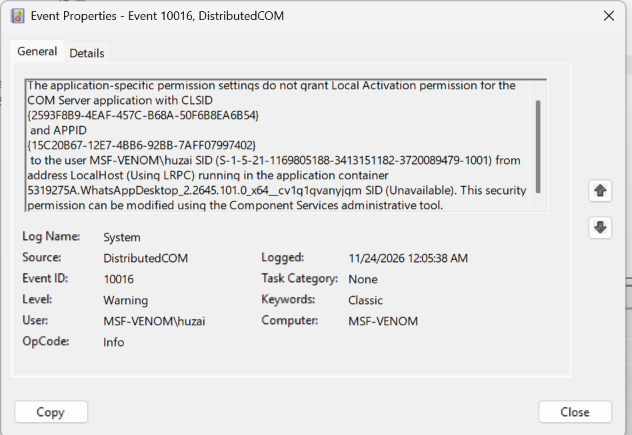 Event Properties - Event 10016, DistributedCOM
General
Details
The application-specific permission settings do not grant Local Activation permission for the
COM Server application with CLSID
{2593F8B9-4EAF-457C-B68A-50F6B8EA6B54}
and APPID
{15C20B67-12E7-4BB6-92BB-7AFF07997402}
to the user MSF-VENOM\huzai SID (S-1-5-21-1169805188-3413151182-3720089479-1001) from
address LocalHost (Using LRPC) running in the application container
5319275A.WhatsAppDesktop_2.2645.101.0_x64__cv1g1gvanyjqm SID (Unavailable). This security
permission can be modified using the Component Services administrative tool.
Log Name: System
Source: DistributedCOM Logged: 11/24/2026 12:05:38 AM
Event ID: 10016 Task Category: None
Level: Warning Keywords: Classic
User: MSF-VENOM\huzai Computer: MSF-VENOM
OpCode: Info
Copy
Close